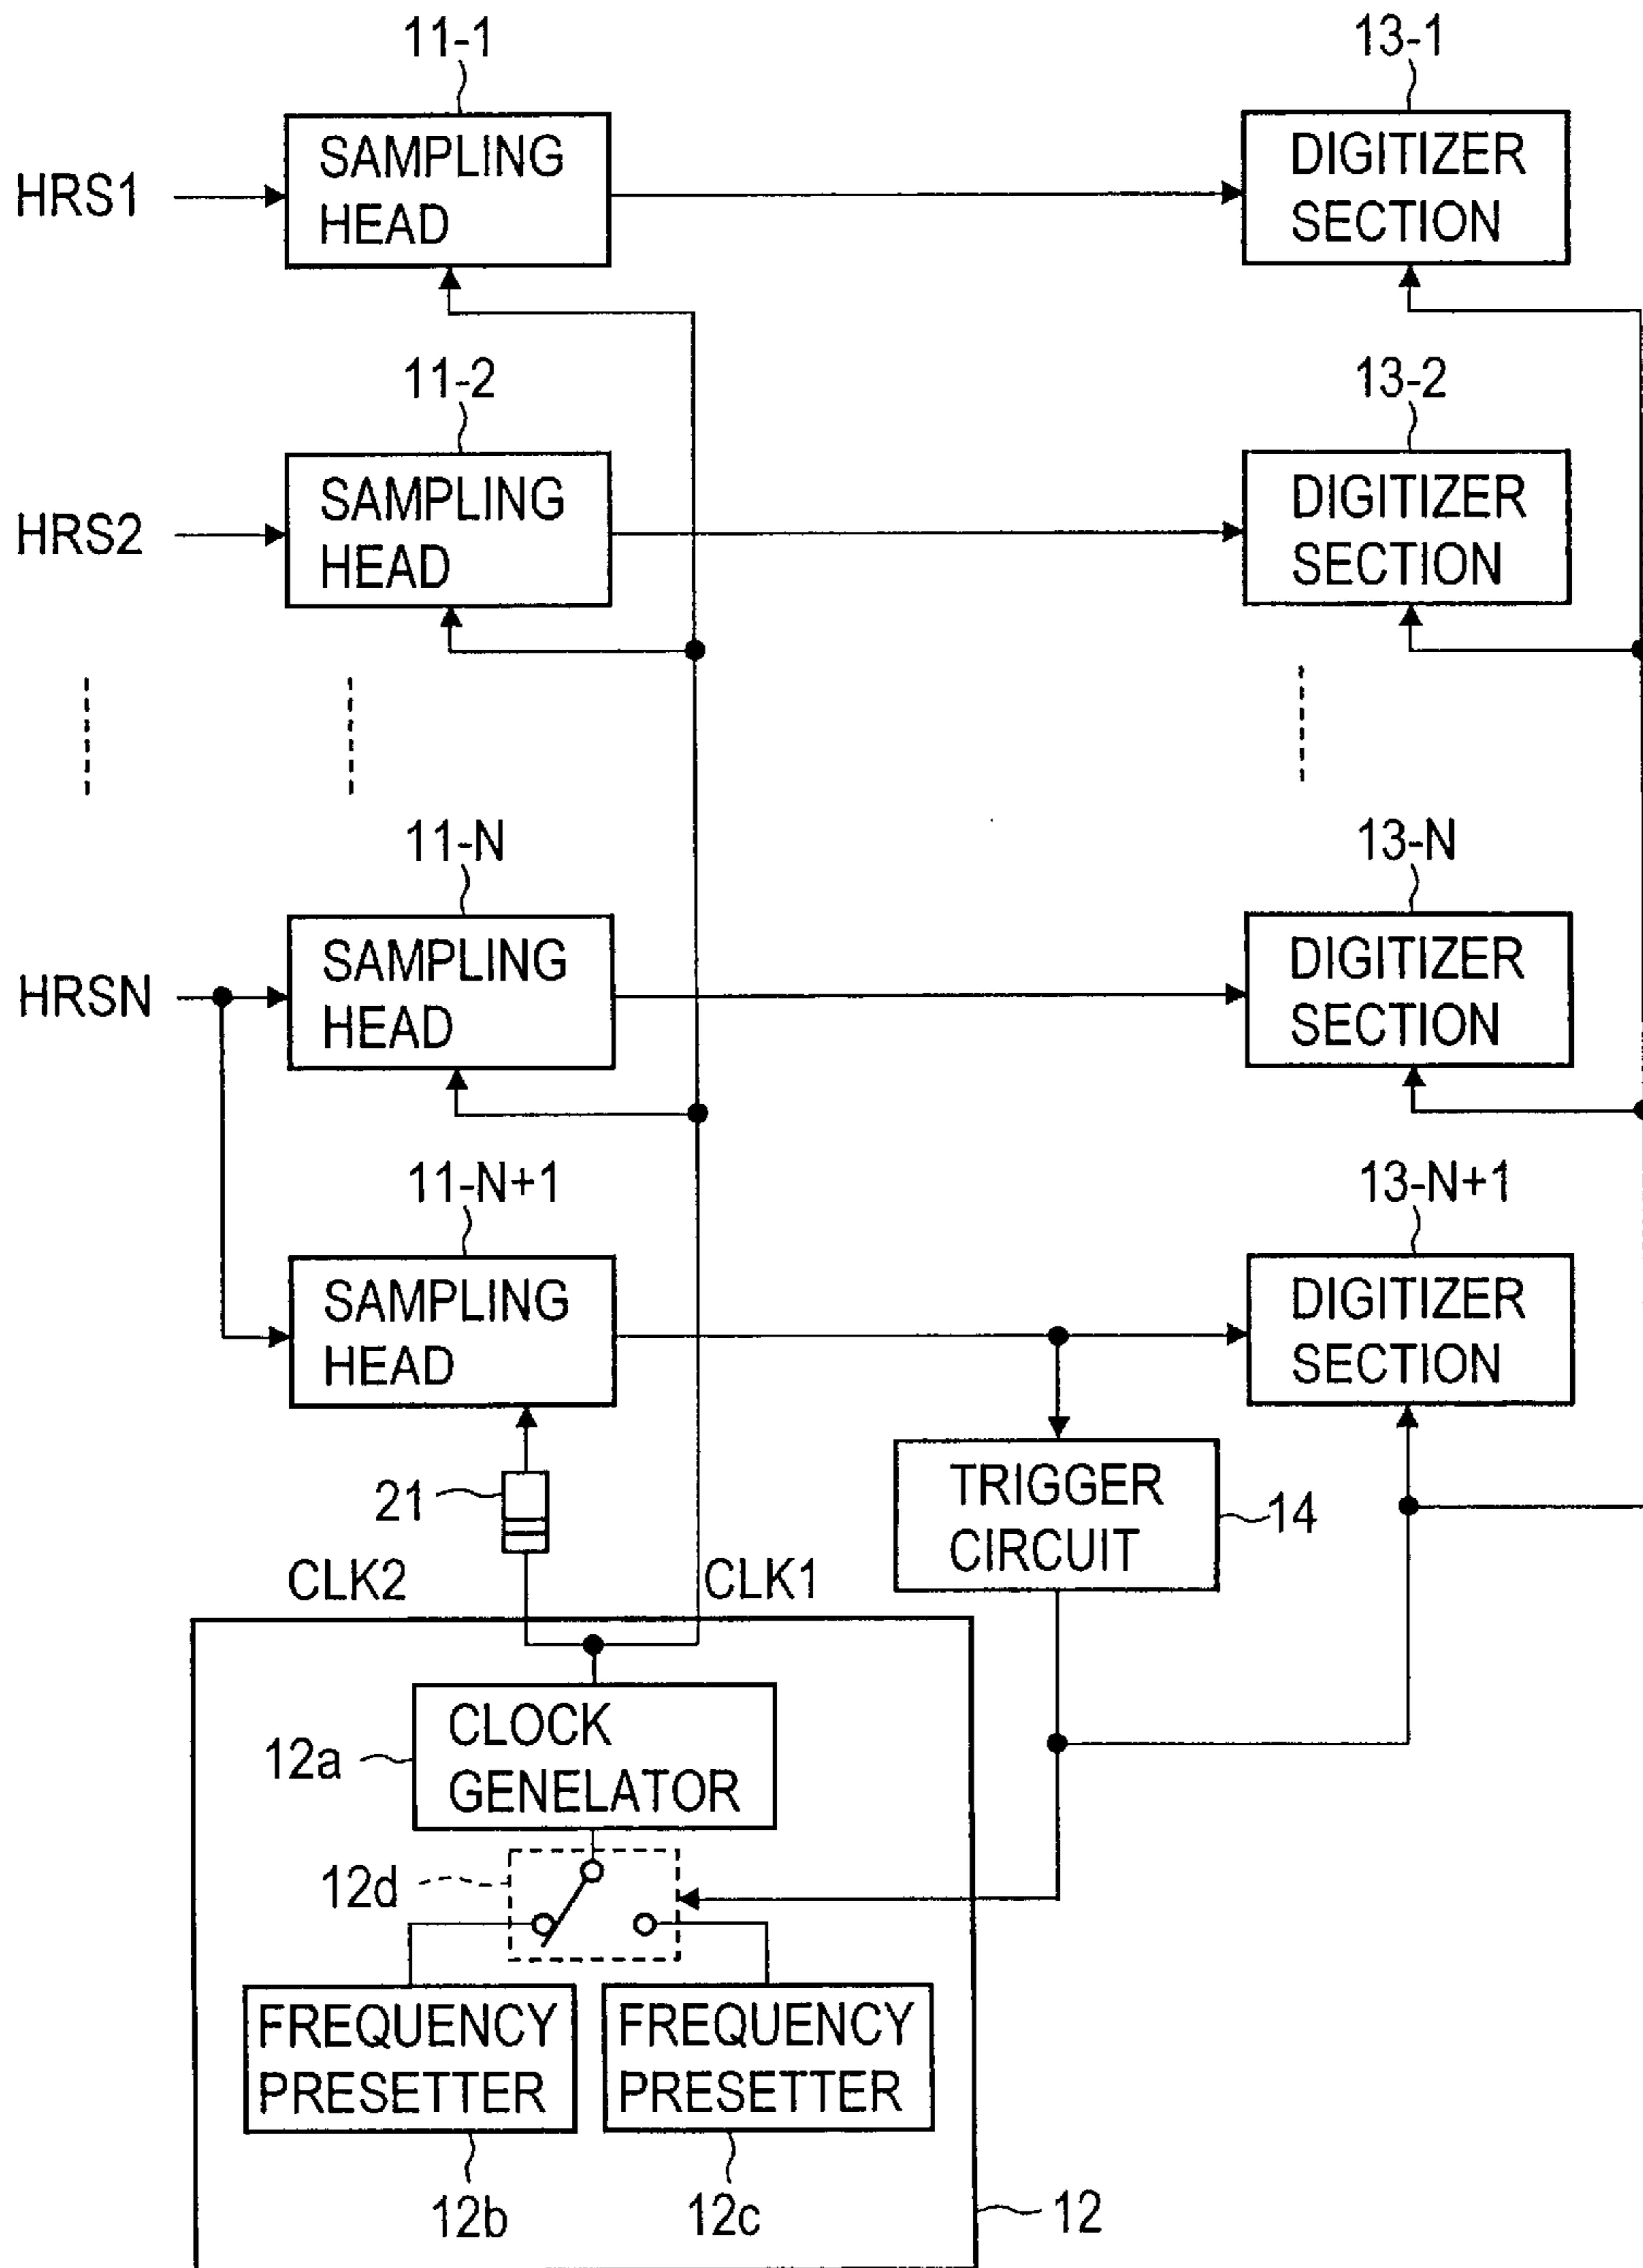 11-1
13-1
SAMPLING
HEAD
DIGITIZER
SECTION
HRS1
11-2
13-2
SAMPLING
HEAD
DIGITIZER
SECTION
HRS2
11-N
13-N
SAMPLING
HEAD
DIGITIZER
SECTION
HRSN
11-N+1
13-N+1
SAMPLING
HEAD
DIGITIZER
SECTION
21
TRIGGER
CIRCUIT
14
CLK2
CLK1
CLOCK
GENELATOR
12a
12d
FREQUENCY
PRESETTER
FREQUENCY
PRESETTER
12b
12c
12